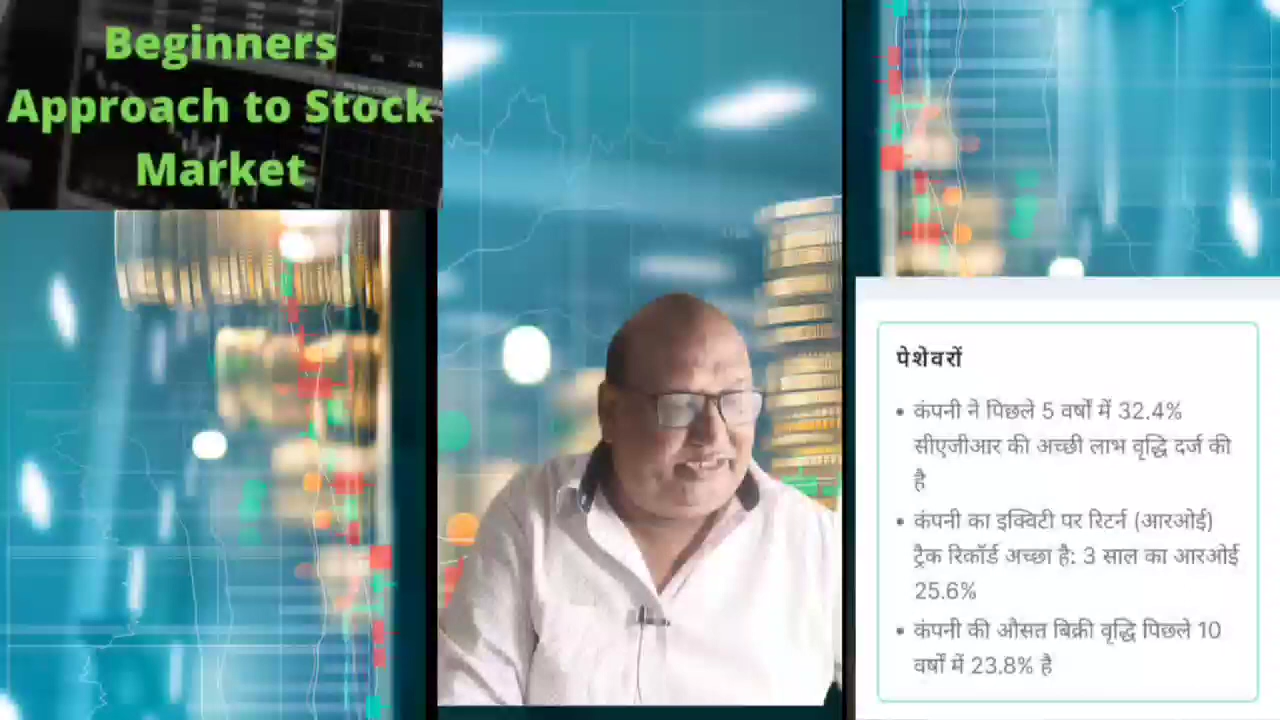 Beginners
Approach to Stock
Market
पेशेवरों
• कंपनी ने पिछले 5 वर्षों में 32.4%
सीएजीआर की अच्छी लाभ वृद्धि दर्ज की
है
• कंपनी का इक्विटी पर रिटर्न (आरओई)
ट्रैक रिकॉर्ड अच्छा है: 3 साल का आरओई
25.6%
• कंपनी की औसत बिक्री वृद्धि पिछले 10
वर्षों में 23.8% है